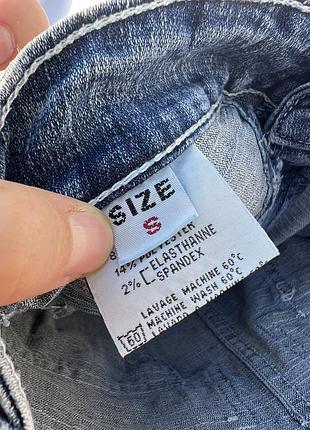 SIZE
S
14% POLYESTER
2% ELASTHANNE
SPANDEX
LAVAGE MACHINE 60°C
60 MACHINE WASH 60°C